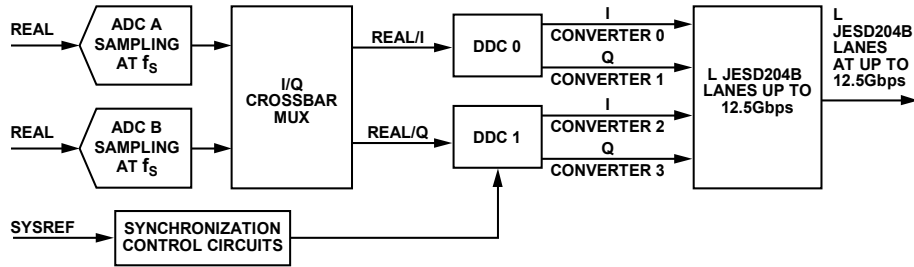 REAL
ADC A
SAMPLING
AT fS
REAL
ADC B
SAMPLING
AT fS
SYSREF
SYNCHRONIZATION
CONTROL CIRCUITS
I/Q
CROSSBAR
MUX
REAL/I
REAL/Q
DDC 0
DDC 1
I
CONVERTER 0
Q
CONVERTER 1
I
CONVERTER 2
Q
CONVERTER 3
L JESD204B
LANES UP TO
12.5Gbps
L
JESD204B
LANES
AT UP TO
12.5Gbps